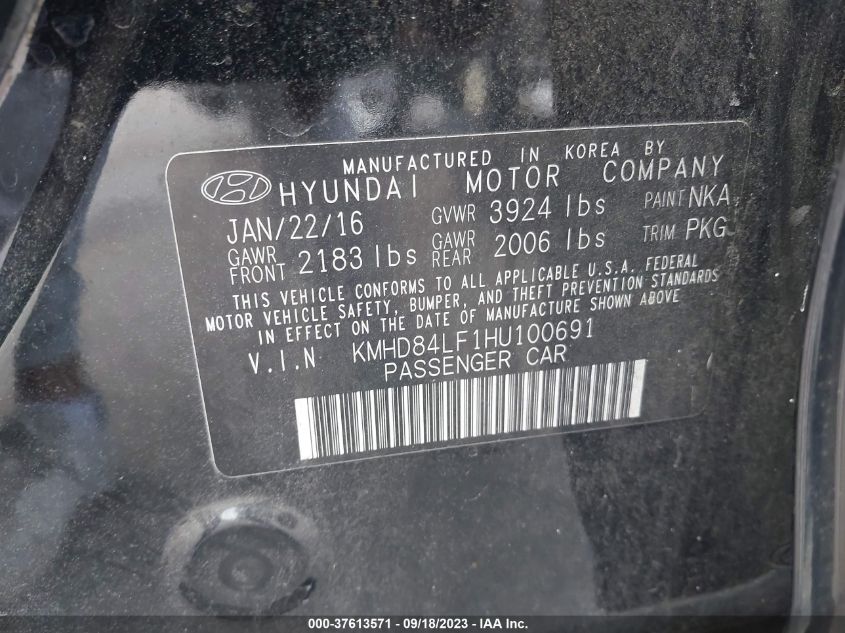 MANUFACTURED IN KOREA BY
HYUNDAI MOTOR COMPANY
JAN/22/16 GVWR 3924 lbs PAINT NKA
GAWR FRONT 2183 lbs GAWR REAR 2006 lbs TRIM PKG
THIS VEHICLE CONFORMS TO ALL APPLICABLE U.S.A. FEDERAL
MOTOR VEHICLE SAFETY, BUMPER, AND THEFT PREVENTION STANDARDS
IN EFFECT ON THE DATE OF MANUFACTURE SHOWN ABOVE
V.I.N KMHD84LF1HU100691
PASSENGER CAR
000-37613571 - 09/18/2023 - IAA Inc.